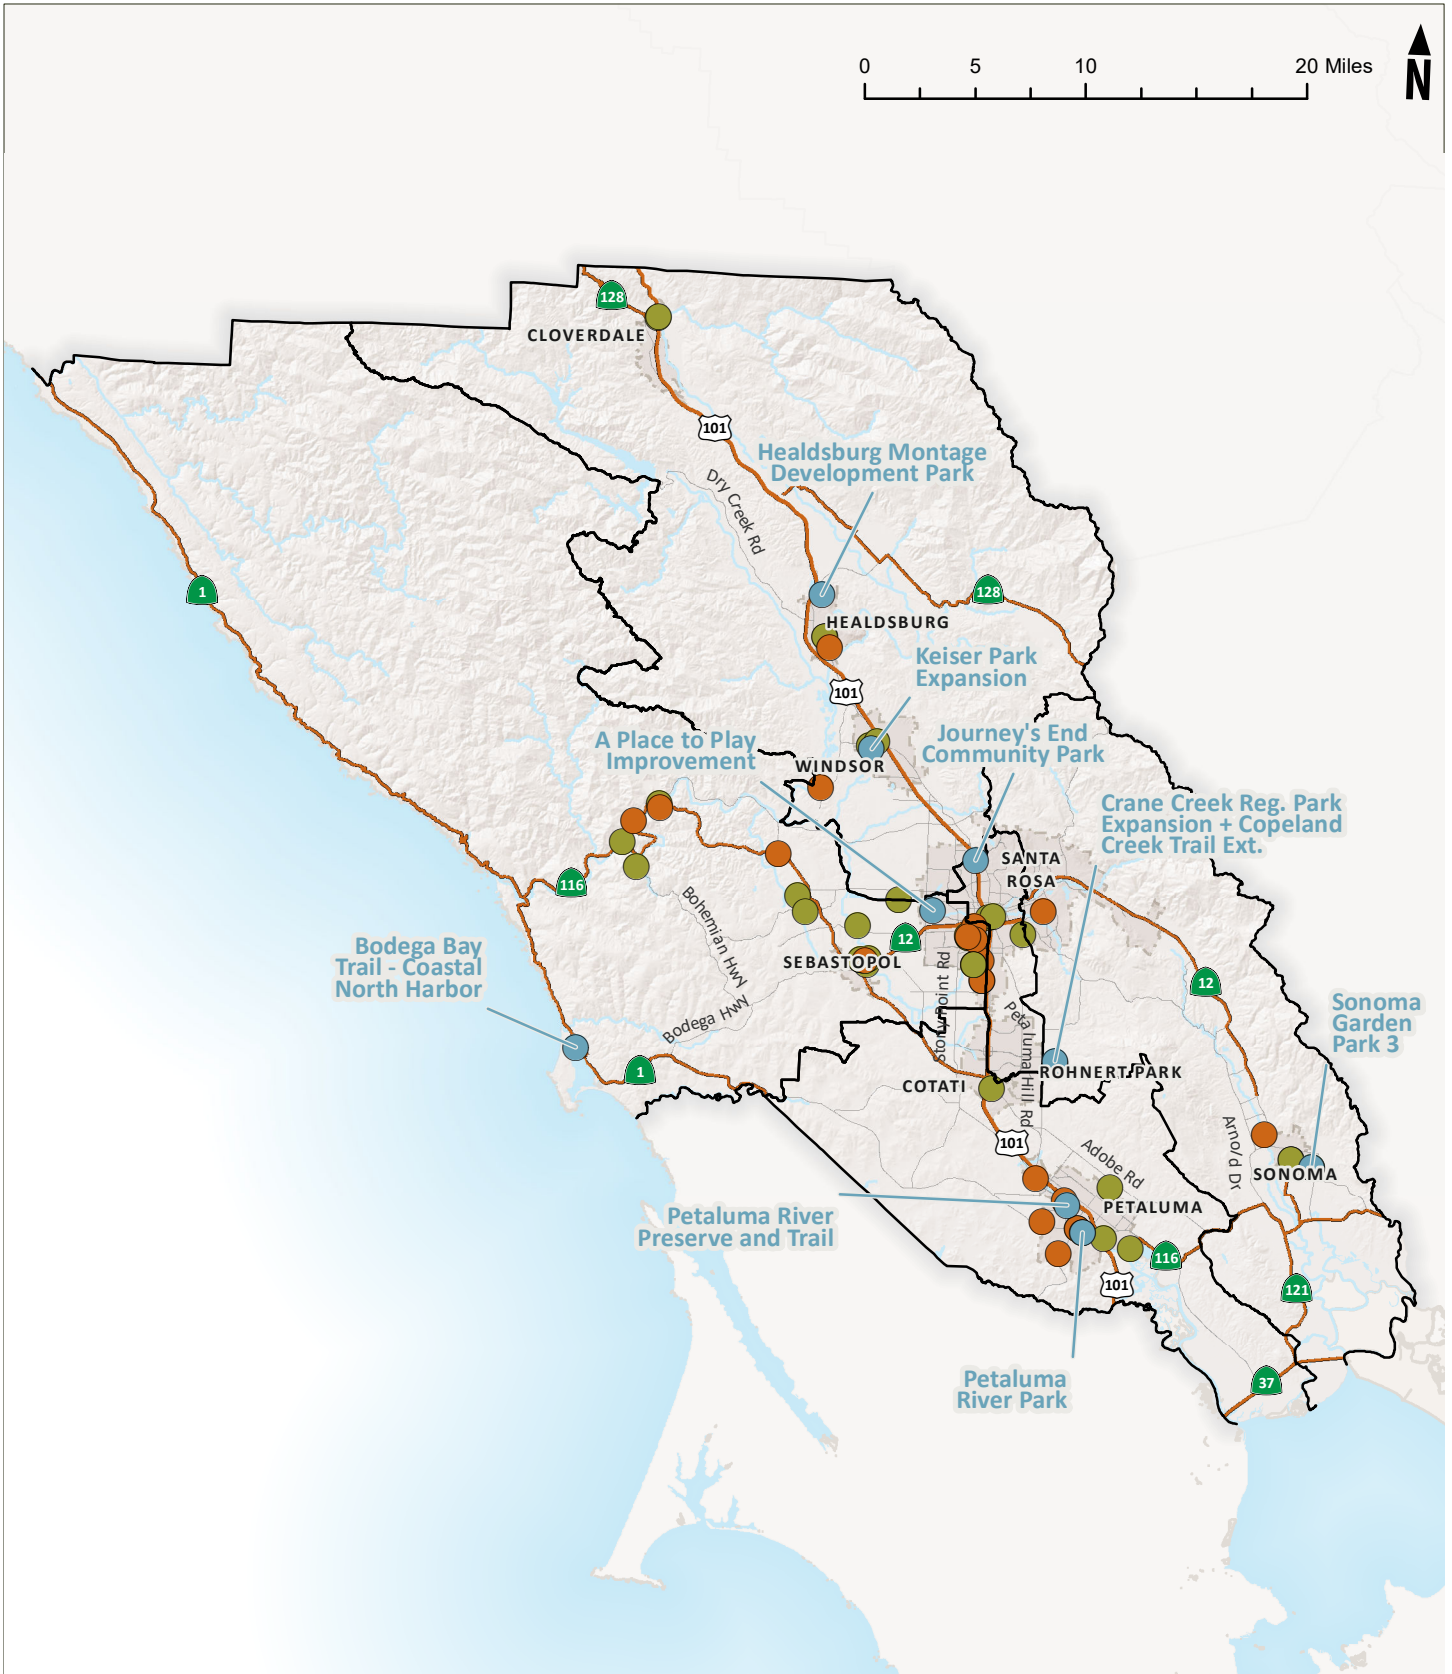 0 5 10 20 Miles
N
128
CLOVERDALE
101
Healdsburg Montage
Development Park
Dry Creek Rd
1
128
HEALDSBURG
Keiser Park
Expansion
101
A Place to Play
Improvement
Journey's End
Community Park
WINDSOR
Crane Creek Reg. Park
Expansion + Copeland
Creek Trail Ext.
SANTA
ROSA
116
Bohemian Hwy
12
Bodega Bay
Trail - Coastal
North Harbor
SEBASTOPOL
Stony Point Rd
12
Bodega Hwy
Petaluma Hill Rd
Sonoma
Garden
Park 3
1
ROHNERT PARK
COTATI
101
Adobe Rd
Arnold Dr
SONOMA
PETALUMA
Petaluma River
Preserve and Trail
116
101
121
Petaluma
River Park
37